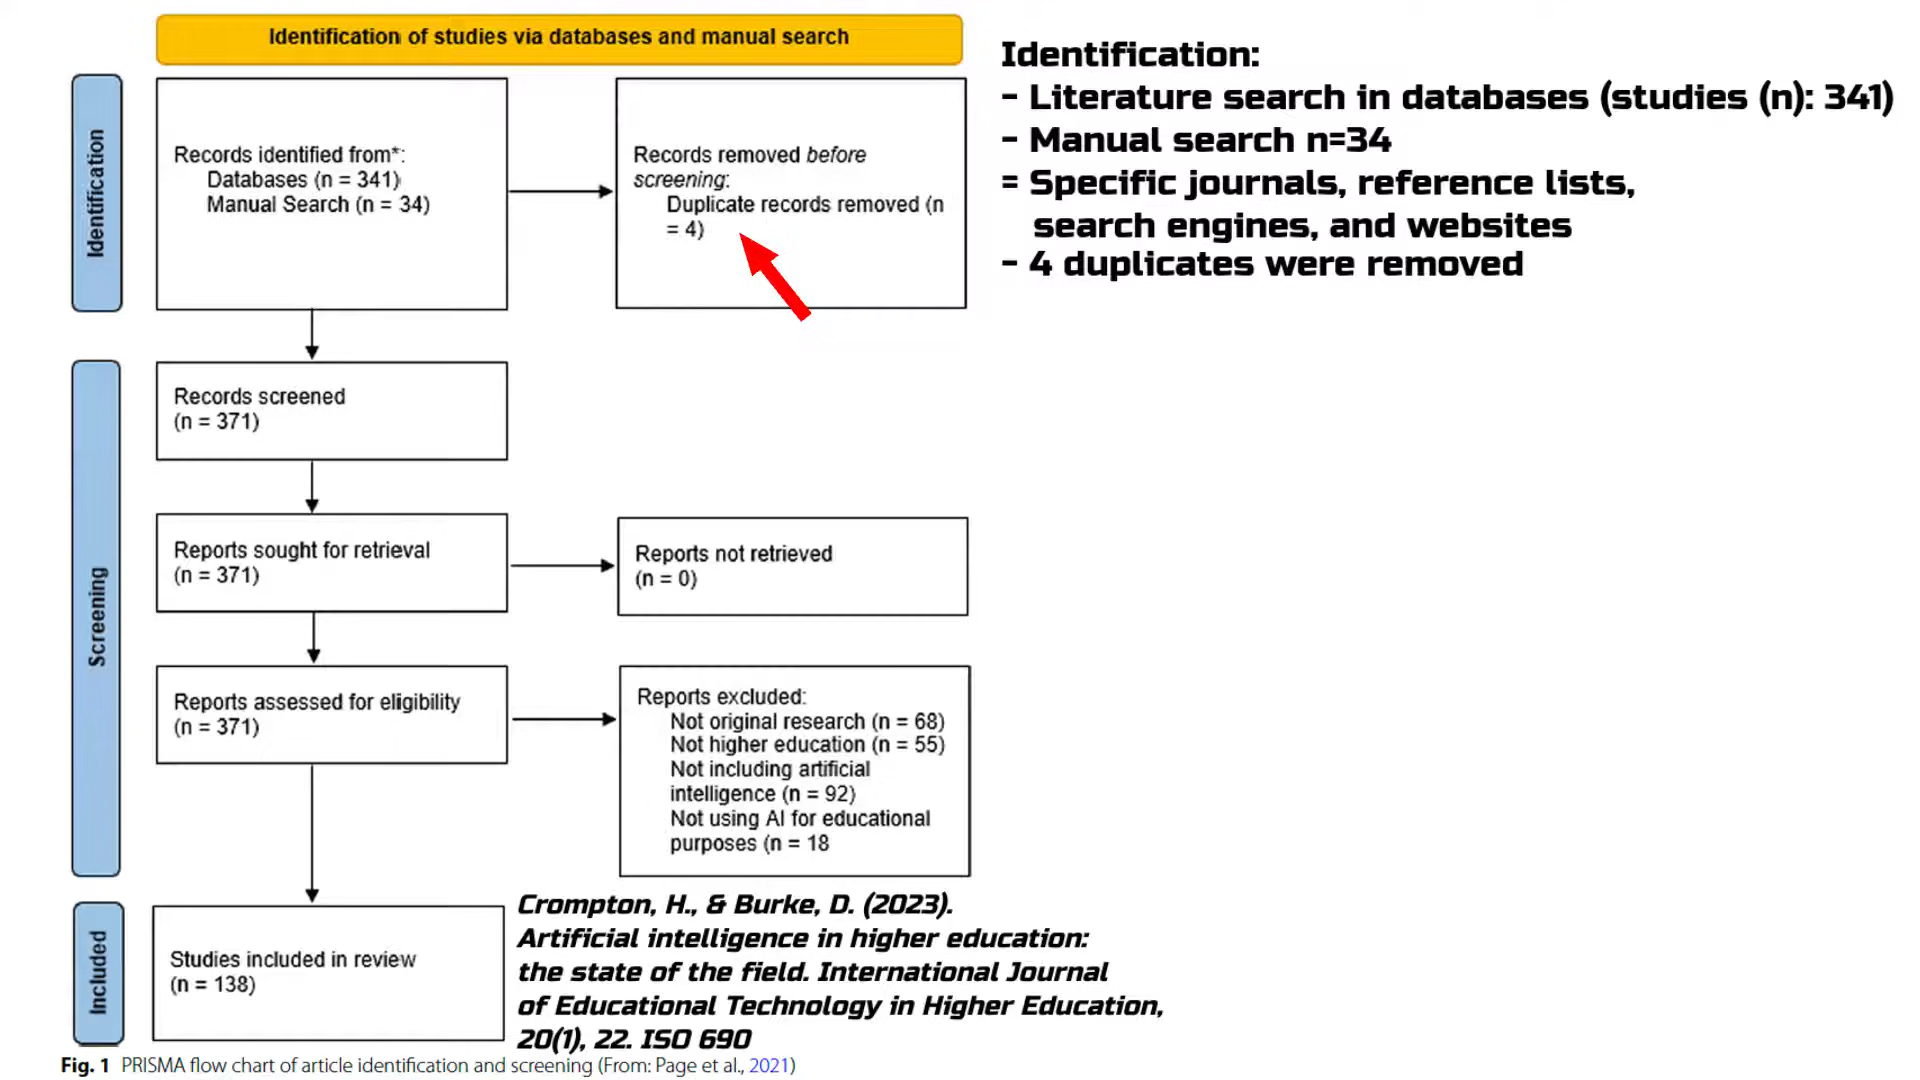 Identification of studies via databases and manual search
Identification
Records identified from*:
Databases (n = 341)
Manual Search (n = 34)
Records removed before
screening:
Duplicate records removed (n
= 4)
Identification:
- Literature search in databases (studies (n): 341)
- Manual search n=34
= Specific journals, reference lists,
search engines, and websites
- 4 duplicates were removed
Screening
Records screened
(n = 371)
Reports sought for retrieval
(n = 371)
Reports not retrieved
(n = 0)
Reports assessed for eligibility
(n = 371)
Reports excluded:
Not original research (n = 68)
Not higher education (n = 55)
Not including artificial
intelligence (n = 92)
Not using AI for educational
purposes (n = 18
Included
Studies included in review
(n = 138)
Crompton, H., & Burke, D. (2023).
Artificial intelligence in higher education:
the state of the field. International Journal
of Educational Technology in Higher Education,
20(1), 22. ISO 690
Fig. 1 PRISMA flow chart of article identification and screening (From: Page et al., 2021)